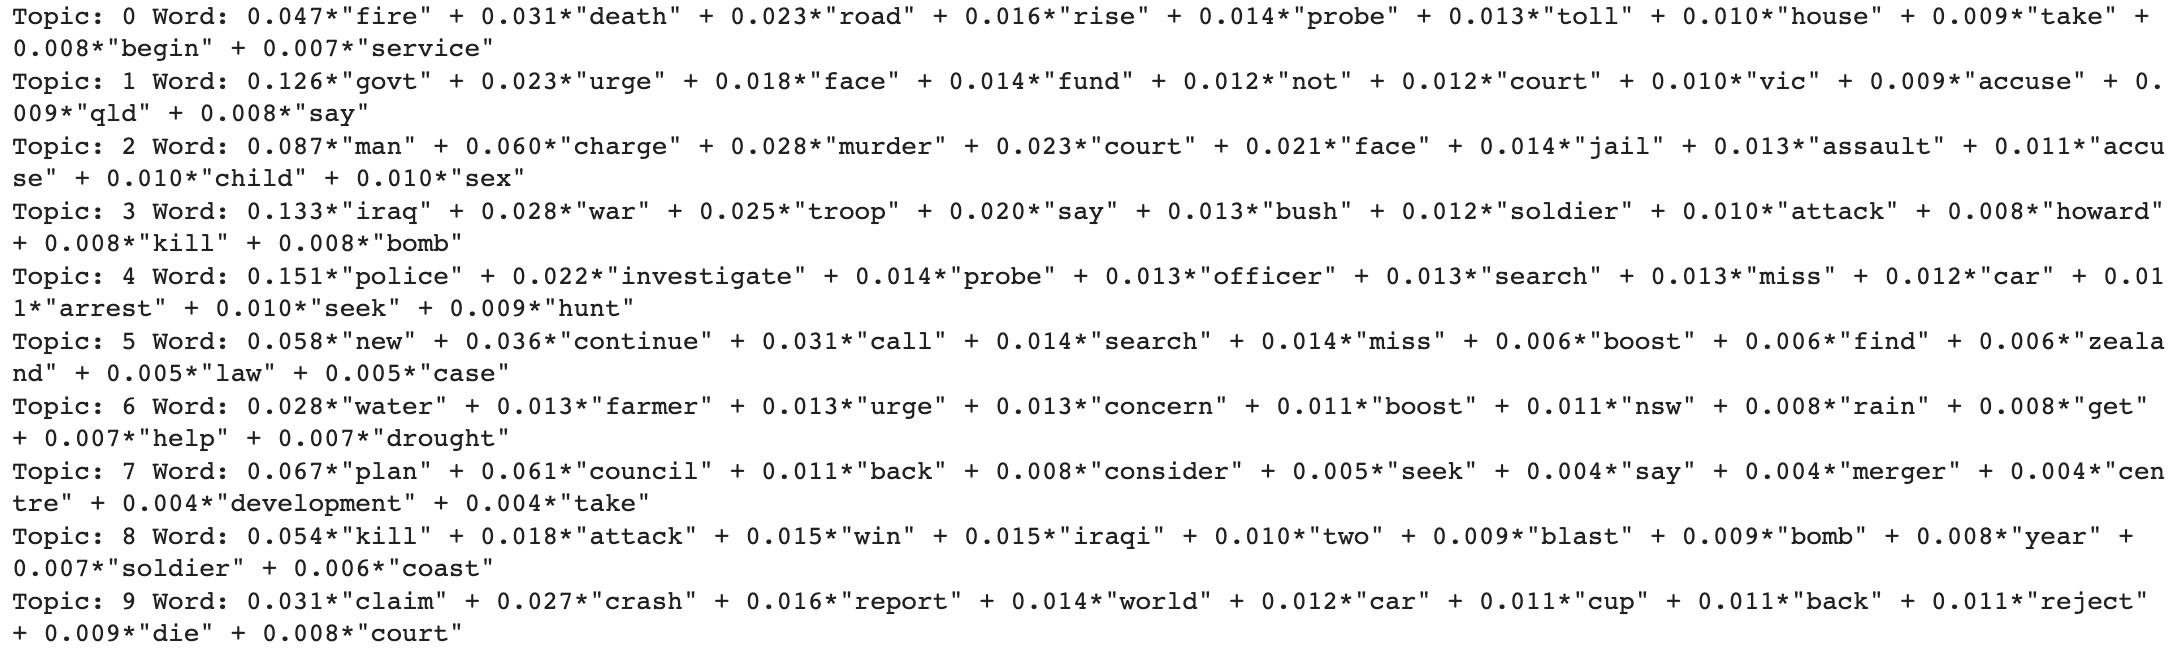 Topic: 0 Word: 0.047*"fire" + 0.031*"death" + 0.023*"road" + 0.016*"rise" + 0.014*"probe" + 0.013*"toll" + 0.010*"house" + 0.009*"take" +
0.008*"begin" + 0.007*"service"
Topic: 1 Word: 0.126*"govt" + 0.023*"urge" + 0.018*"face" + 0.014*"fund" + 0.012*"not" + 0.012*"court" + 0.010*"vic" + 0.009*"accuse" + 0.
009*"qld" + 0.008*"say"
Topic: 2 Word: 0.087*"man" + 0.060*"charge" + 0.028*"murder" + 0.023*"court" + 0.021*"face" + 0.014*"jail" + 0.013*"assault" + 0.011*"accu
se" + 0.010*"child" + 0.010*"sex"
Topic: 3 Word: 0.133*"iraq" + 0.028*"war" + 0.025*"troop" + 0.020*"say" + 0.013*"bush" + 0.012*"soldier" + 0.010*"attack" + 0.008*"howard"
+ 0.008*"kill" + 0.008*"bomb"
Topic: 4 Word: 0.151*"police" + 0.022*"investigate" + 0.014*"probe" + 0.013*"officer" + 0.013*"search" + 0.013*"miss" + 0.012*"car" + 0.01
1*"arrest" + 0.010*"seek" + 0.009*"hunt"
Topic: 5 Word: 0.058*"new" + 0.036*"continue" + 0.031*"call" + 0.014*"search" + 0.014*"miss" + 0.006*"boost" + 0.006*"find" + 0.006*"zeala
nd" + 0.005*"law" + 0.005*"case"
Topic: 6 Word: 0.028*"water" + 0.013*"farmer" + 0.013*"urge" + 0.013*"concern" + 0.011*"boost" + 0.011*"nsw" + 0.008*"rain" + 0.008*"get"
+ 0.007*"help" + 0.007*"drought"
Topic: 7 Word: 0.067*"plan" + 0.061*"council" + 0.011*"back" + 0.008*"consider" + 0.005*"seek" + 0.004*"say" + 0.004*"merger" + 0.004*"cen
tre" + 0.004*"development" + 0.004*"take"
Topic: 8 Word: 0.054*"kill" + 0.018*"attack" + 0.015*"win" + 0.015*"iraqi" + 0.010*"two" + 0.009*"blast" + 0.009*"bomb" + 0.008*"year" +
0.007*"soldier" + 0.006*"coast"
Topic: 9 Word: 0.031*"claim" + 0.027*"crash" + 0.016*"report" + 0.014*"world" + 0.012*"car" + 0.011*"cup" + 0.011*"back" + 0.011*"reject"
+ 0.009*"die" + 0.008*"court"